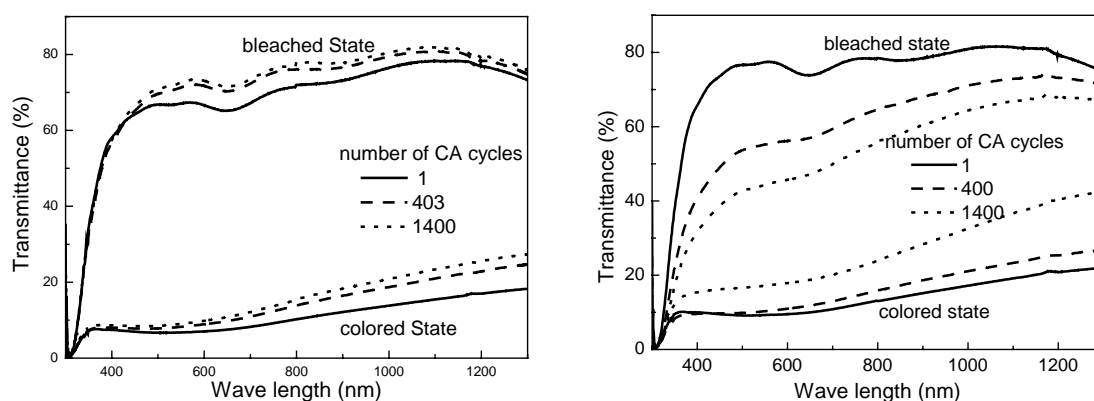 80
60
40
20
0
400
600
800
1000
1200
Transmittance (%)
Wave length (nm)
bleached State
number of CA cycles
1
403
1400
colored State
80
60
40
20
0
400
600
800
1000
1200
Transmittance (%)
Wave length (nm)
bleached state
number of CA cycles
1
400
1400
colored state